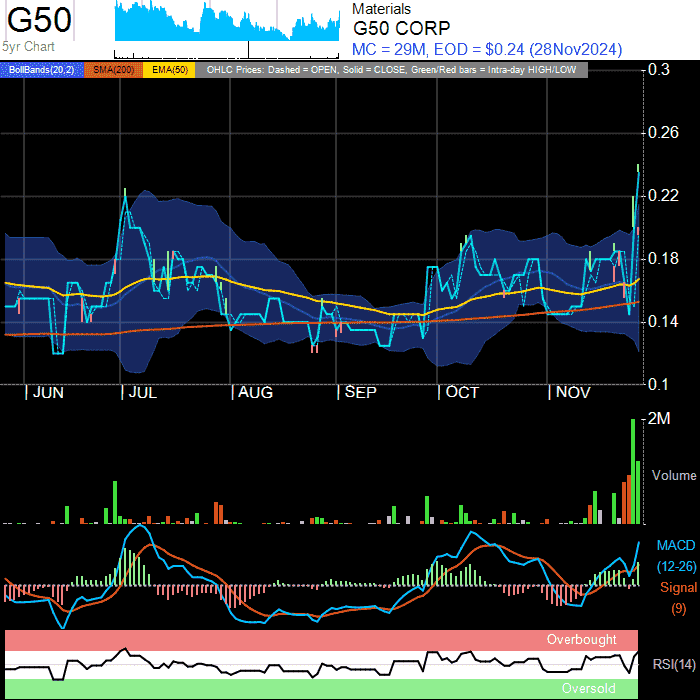 G50
5yr Chart
Materials
G50 CORP
MC = 29M, EOD = $0.24 (28Nov2024)
BollBands(20,2) SMA(200) EMA(50) OHLC Prices: Dashed = OPEN, Solid = CLOSE, Green/Red bars = Intra-day HIGH/LOW
0.3
0.26
0.22
0.18
0.14
0.1
JUN JUL AUG SEP OCT NOV
2M
Volume
MACD
(12-26)
Signal
(9)
Overbought
RSI(14)
Oversold